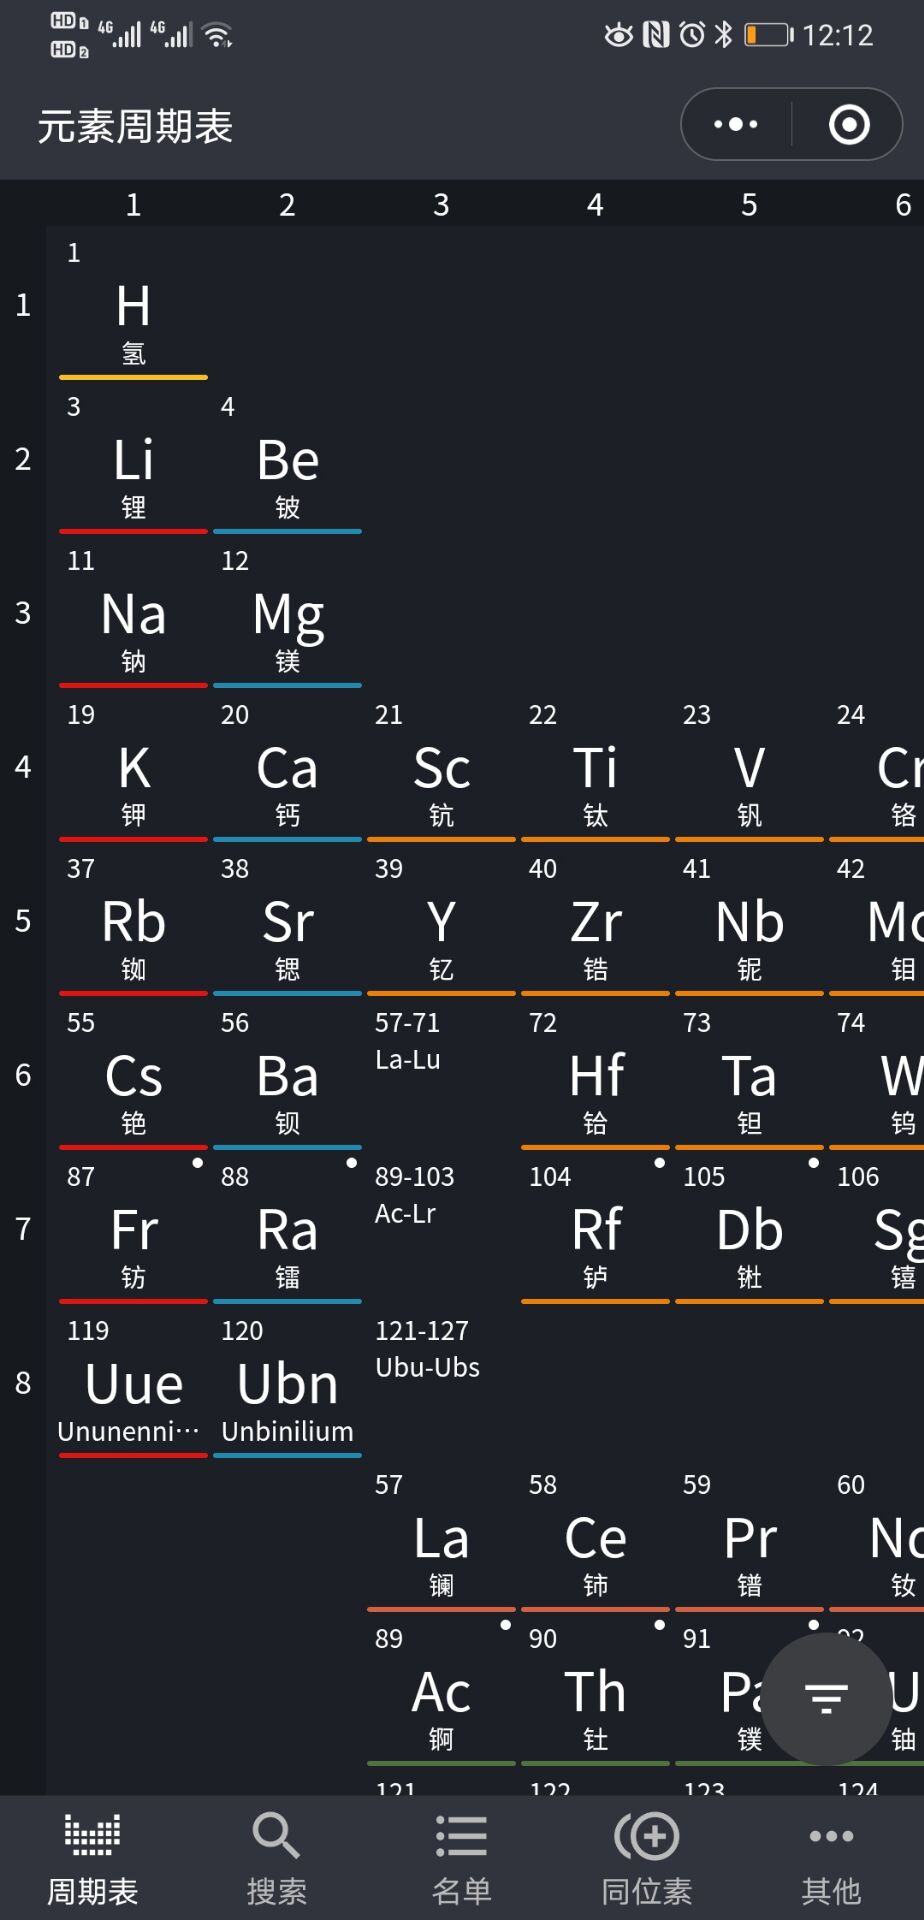 HD 1 4G 4G
HD 2
12:12
元素周期表
1 2 3 4 5 6
1
1
H
氢
2
3 4
Li Be
锂 铍
3
11 12
Na Mg
钠 镁
4
19 20 21 22 23 24
K Ca Sc Ti V Cr
钾 钙 钪 钛 钒 铬
5
37 38 39 40 41 42
Rb Sr Y Zr Nb Mo
铷 锶 钇 锆 铌 钼
6
55 56 57-71 72 73 74
La-Lu
Cs Ba Hf Ta W
铯 钡 铪 钽 钨
7
87 88 89-103 104 105 106
Ac-Lr
Fr Ra Rf Db Sg
钫 镭 𬬻 𬭊 𬭳
8
119 120 121-127
Ubu-Ubs
Uue Ubn
Ununenni··· Unbinilium
57 58 59 60
La Ce Pr Nd
镧 铈 镨 钕
89 90 91 92
Ac Th Pa U
锕 钍 镤 铀
121 122 123 124
周期表 搜索 名单 同位素 其他